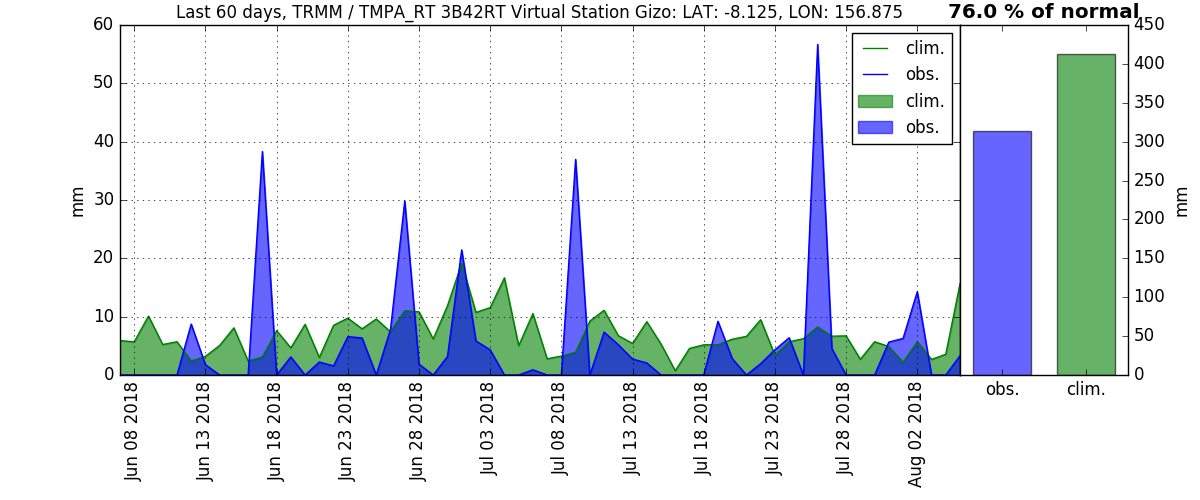 Last 60 days, TRMM / TMPA_RT 3B42RT Virtual Station Gizo: LAT: -8.125, LON: 156.875
76.0 % of normal
60
50
40
30
20
10
0
mm
clim.
obs.
clim.
obs.
Jun 08 2018
Jun 13 2018
Jun 18 2018
Jun 23 2018
Jun 28 2018
Jul 03 2018
Jul 08 2018
Jul 13 2018
Jul 18 2018
Jul 23 2018
Jul 28 2018
Aug 02 2018
450
400
350
300
250
200
150
100
50
0
mm
obs.
clim.